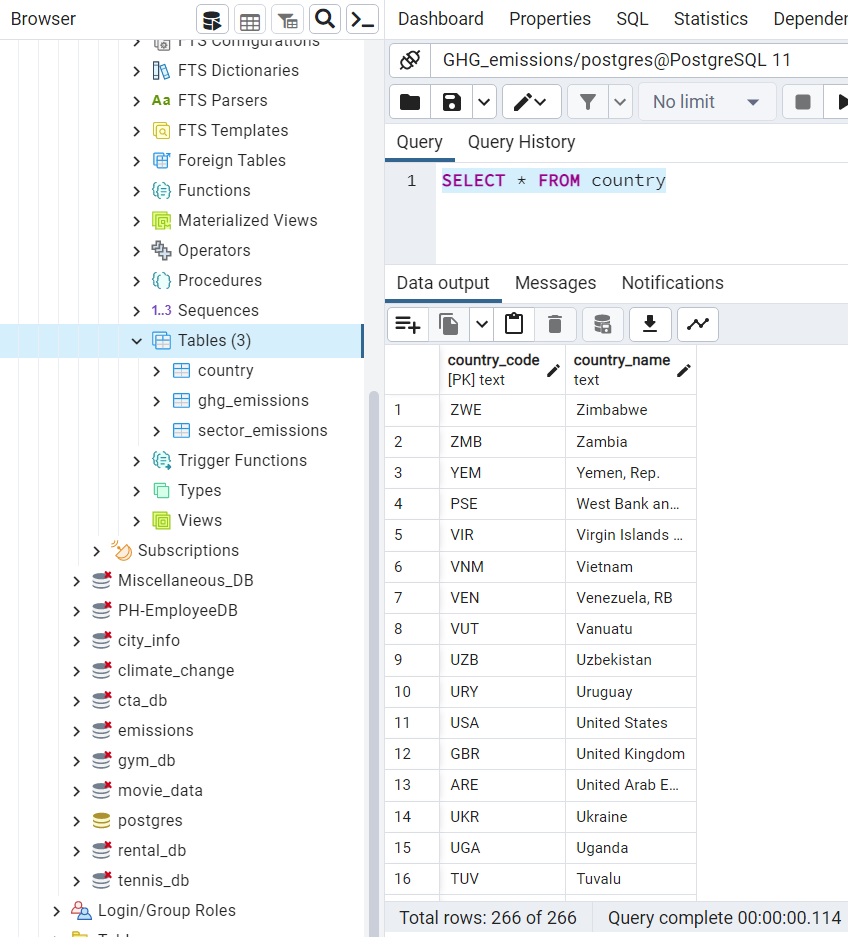 Browser
FTS Configurations
FTS Dictionaries
Aa FTS Parsers
FTS Templates
Foreign Tables
Functions
Materialized Views
Operators
Procedures
1..3 Sequences
Tables (3)
country
ghg_emissions
sector_emissions
Trigger Functions
Types
Views
Subscriptions
Miscellaneous_DB
PH-EmployeeDB
city_info
climate_change
cta_db
emissions
gym_db
movie_data
postgres
rental_db
tennis_db
Login/Group Roles
Dashboard Properties SQL Statistics Dependen
GHG_emissions/postgres@PostgreSQL 11
No limit
Query Query History
1 SELECT * FROM country
Data output Messages Notifications
country_code country_name
[PK] text text
1 ZWE Zimbabwe
2 ZMB Zambia
3 YEM Yemen, Rep.
4 PSE West Bank an...
5 VIR Virgin Islands ...
6 VNM Vietnam
7 VEN Venezuela, RB
8 VUT Vanuatu
9 UZB Uzbekistan
10 URY Uruguay
11 USA United States
12 GBR United Kingdom
13 ARE United Arab E...
14 UKR Ukraine
15 UGA Uganda
16 TUV Tuvalu
Total rows: 266 of 266 Query complete 00:00:00.114